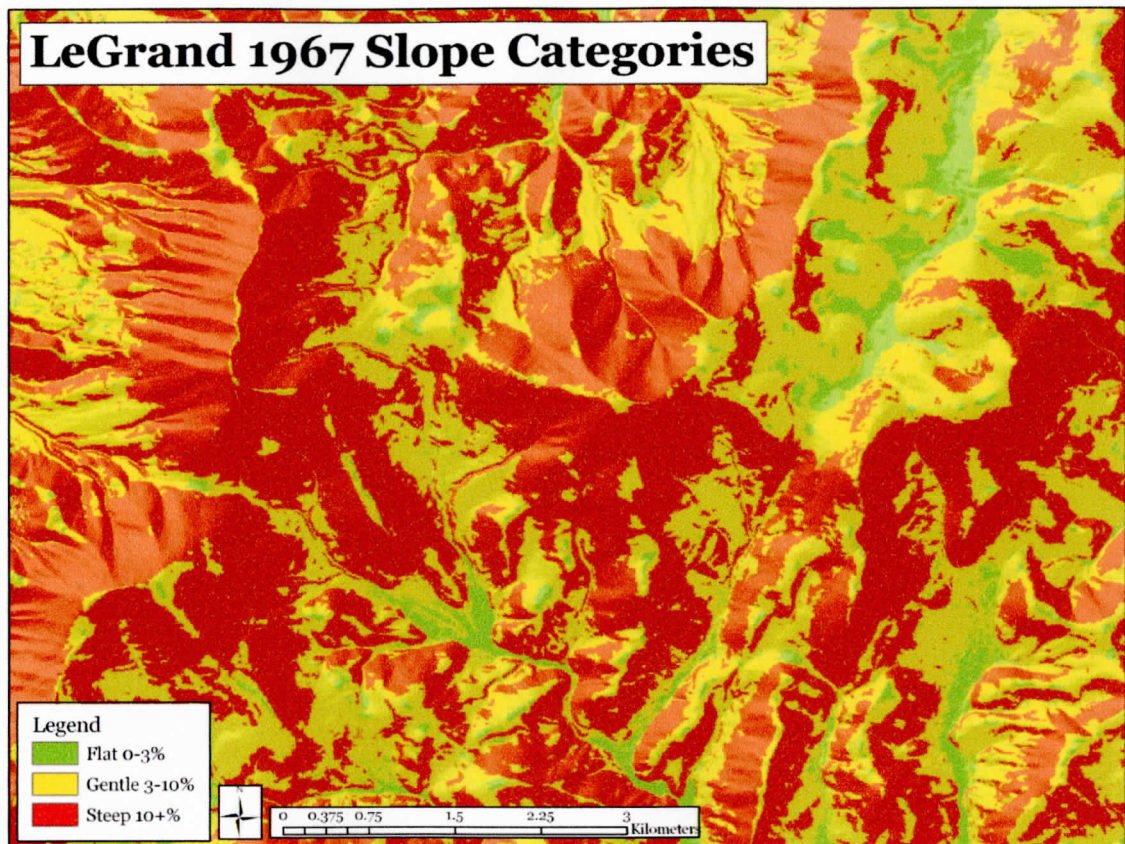 LeGrand 1967 Slope Categories
Legend
Flat 0-3%
Gentle 3-10%
Steep 10+%
N
0 0.375 0.75 1.5 2.25 3
Kilometers